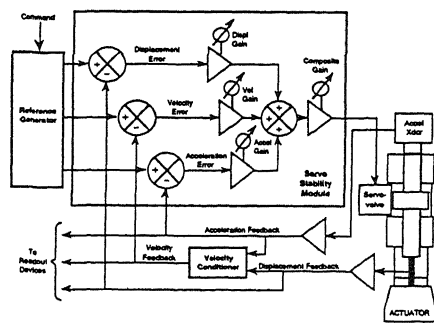 Command
Displacement
Error
Displ
Gain
Composite
Gain
Reference
Generator
Velocity
Error
Vel
Gain
Accel
Xdcr
Accel
Gain
Acceleration
Error
Servo
Stability
Module
Servo-
valve
To
Readout
Devices
Acceleration Feedback
Velocity
Feedback
Velocity
Conditioner
Displacement Feedback
ACTUATOR